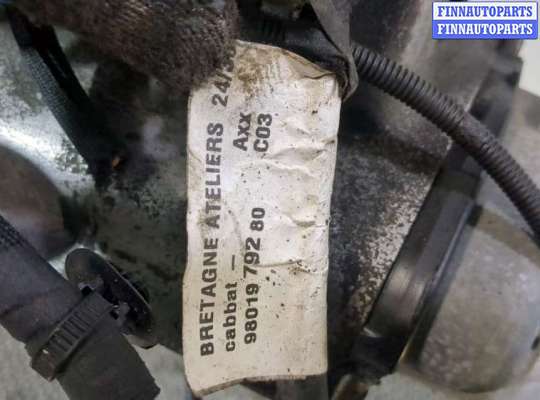 FINNAUTOPARTS
FINNAUTOPARTS
BRETAGNE ATELIERS 24/
cabbat — Axx
98019 792 80 C03